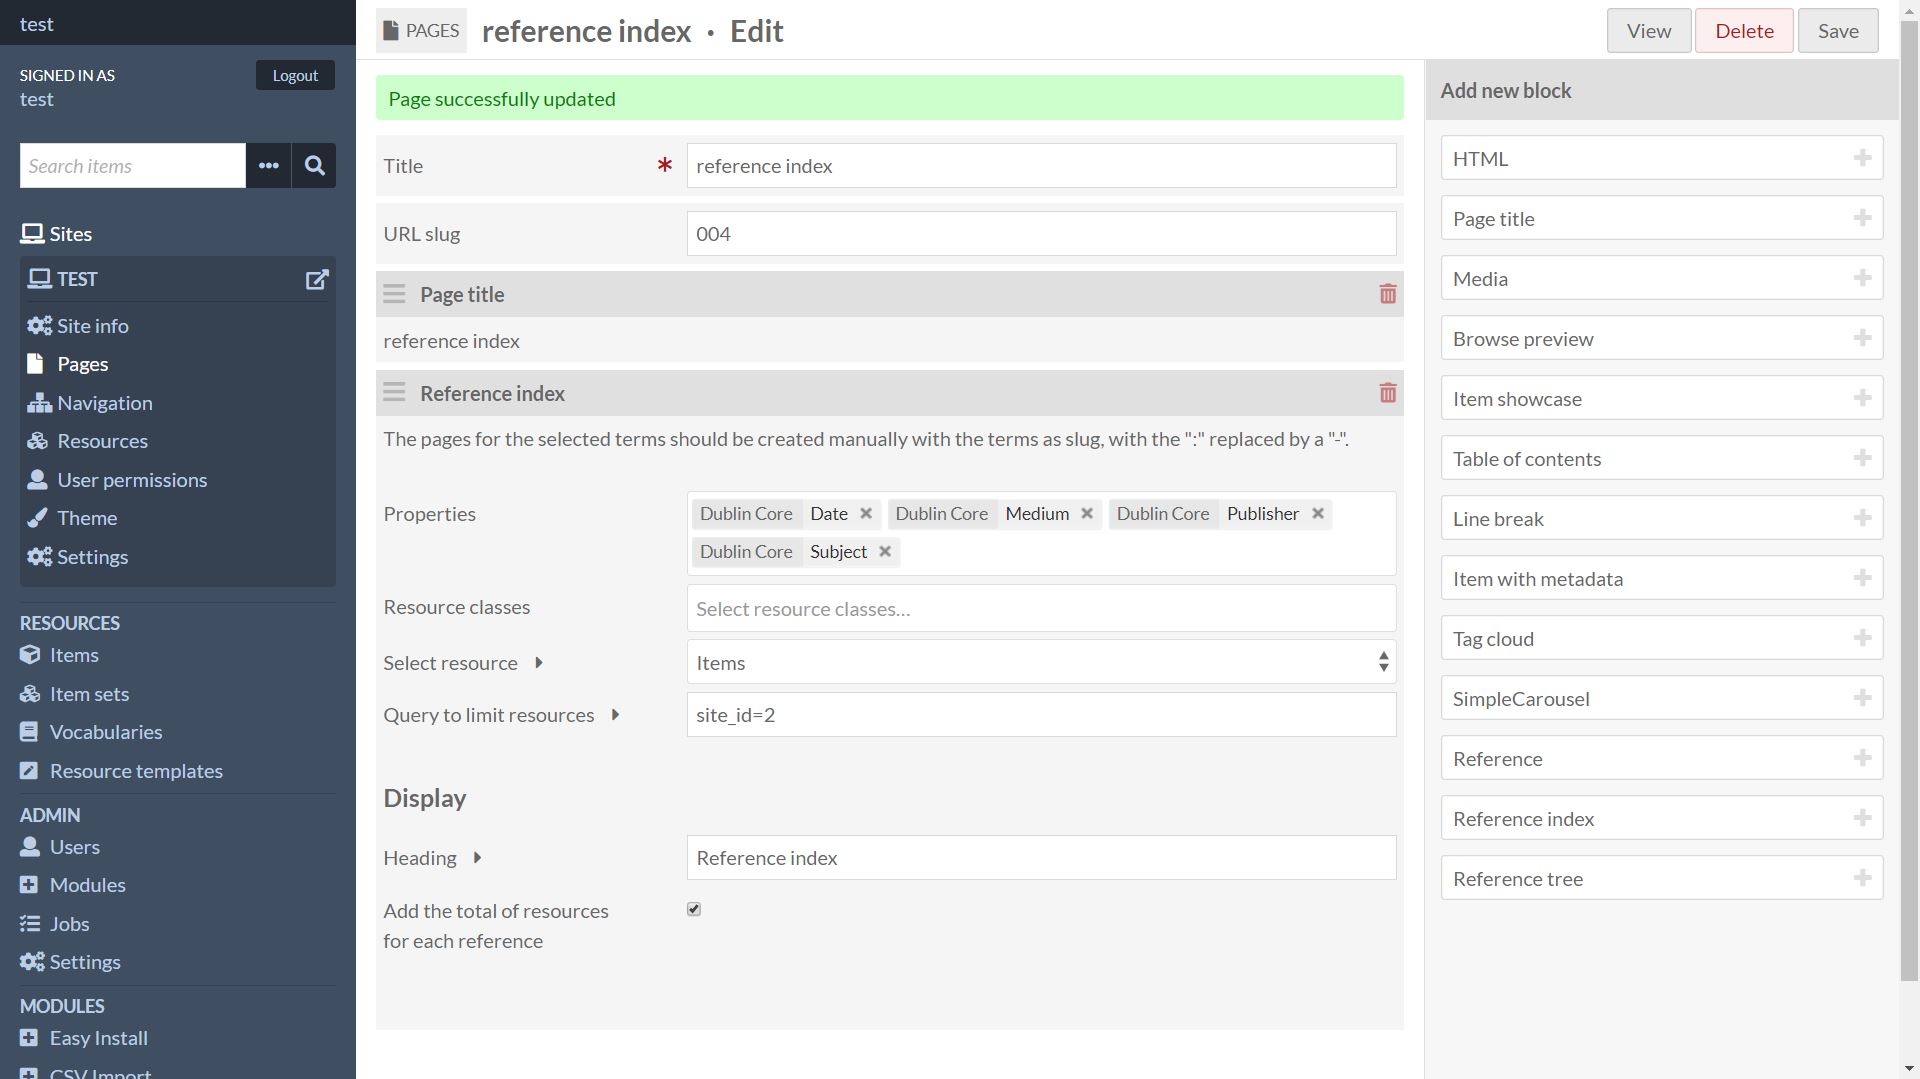 test
SIGNED IN AS
Logout
test
Search items
Sites
TEST
Site info
Pages
Navigation
Resources
User permissions
Theme
Settings
RESOURCES
Items
Item sets
Vocabularies
Resource templates
ADMIN
Users
Modules
Jobs
Settings
MODULES
Easy Install
CSV Import
PAGES
reference index · Edit
View
Delete
Save
Page successfully updated
Title * reference index
URL slug 004
Page title
reference index
Reference index
The pages for the selected terms should be created manually with the terms as slug, with the ":" replaced by a "-".
Properties
Dublin Core Date × Dublin Core Medium × Dublin Core Publisher ×
Dublin Core Subject ×
Resource classes Select resource classes...
Select resource Items
Query to limit resources site_id=2
Display
Heading Reference index
Add the total of resources
for each reference
Add new block
HTML
Page title
Media
Browse preview
Item showcase
Table of contents
Line break
Item with metadata
Tag cloud
SimpleCarousel
Reference
Reference index
Reference tree